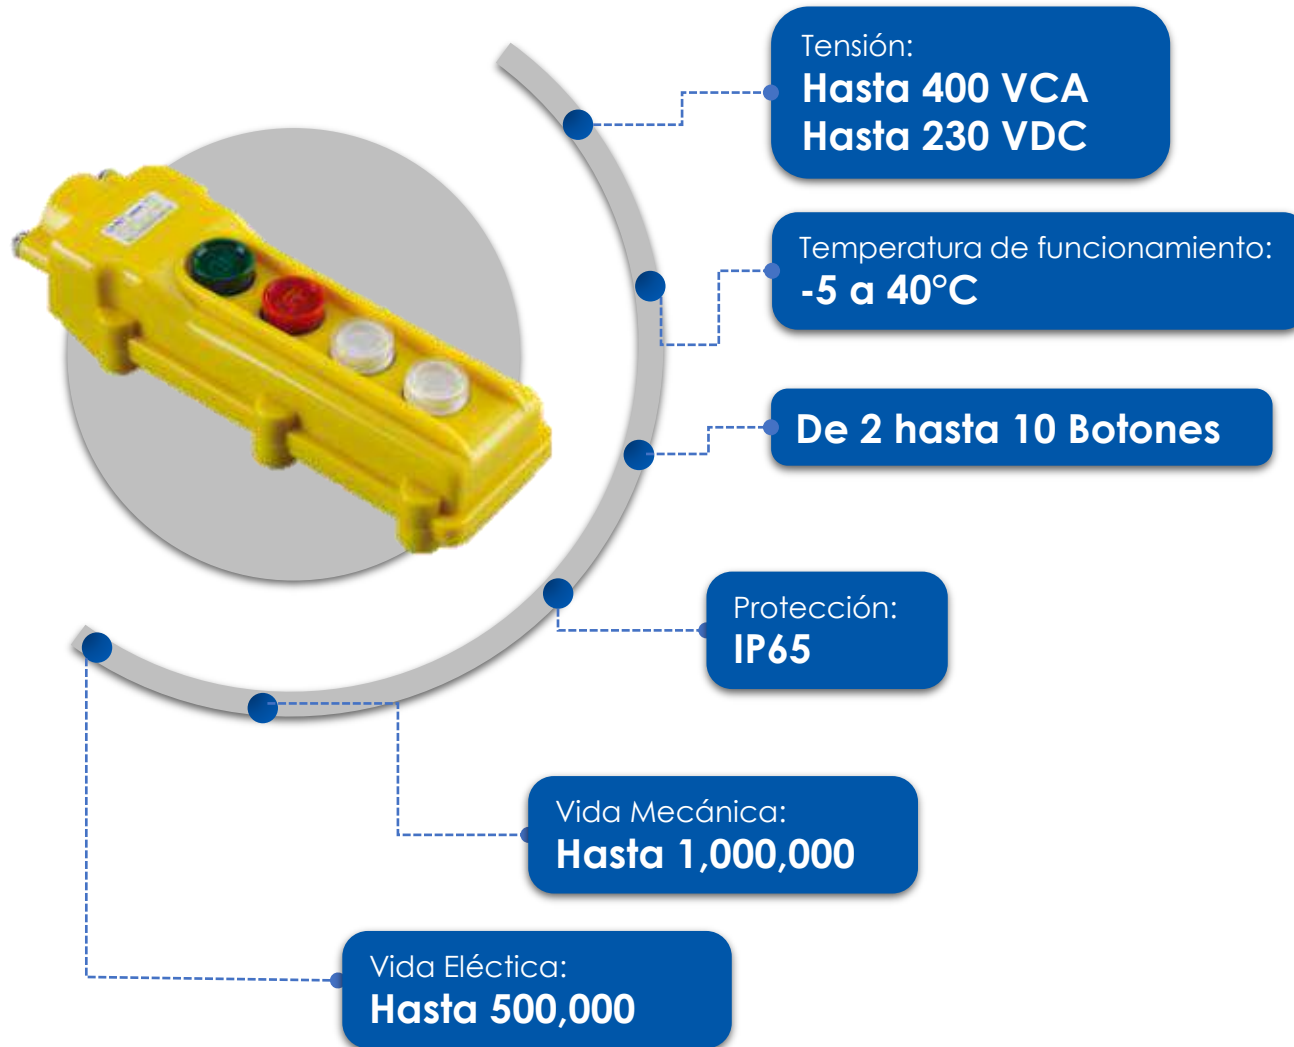 Tensión:
Hasta 400 VCA
Hasta 230 VDC
Temperatura de funcionamiento:
-5 a 40°C
De 2 hasta 10 Botones
Protección:
IP65
Vida Mecánica:
Hasta 1,000,000
Vida Eléctica:
Hasta 500,000